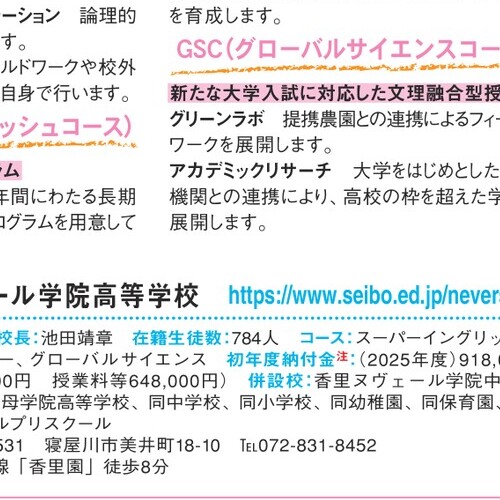 ーション 論理的
す。
ルドワークや校外
自身で行います。
ッシュコース)
ラム
年間にわたる長期
ログラムを用意して
を育成します。
GSC(グローバルサイエンスコー
新たな大学入試に対応した文理融合型授
グリーンラボ 提携農園との連携によるフィー
ワークを展開します。
アカデミックリサーチ 大学をはじめとした
機関との連携により、高校の枠を超えた学
展開します。
ール学院高等学校 https://www.seibo.ed.jp/nevers
校長:池田靖章 在籍生徒数:784人 コース:スーパーイングリッ
ー、グローバルサイエンス 初年度納付金注:(2025年度)918,0
00円 授業料等648,000円) 併設校:香里ヌヴェール学院中
母学院高等学校、同中学校、同小学校、同幼稚園、同保育園、
ルプリスクール
531 寝屋川市美井町18-10 TEL072-831-8452
線「香里園」徒歩8分